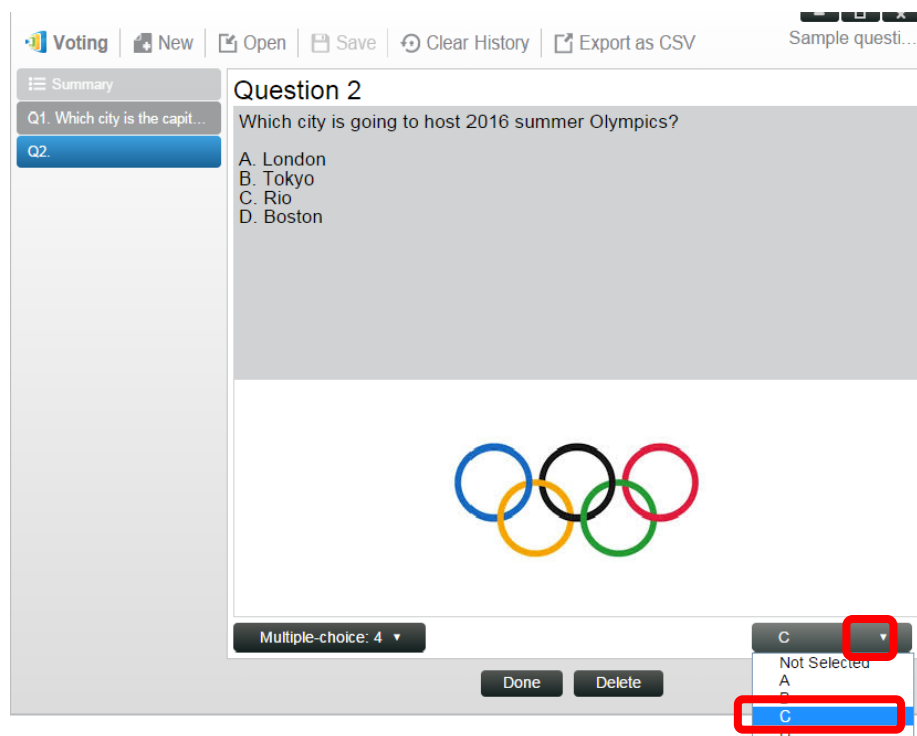 Voting New Open Save Clear History Export as CSV Sample questi...
Summary
Q1. Which city is the capit...
Q2.
Question 2
Which city is going to host 2016 summer Olympics?
A. London
B. Tokyo
C. Rio
D. Boston
Multiple-choice: 4
C
Not Selected
A
C
Done Delete